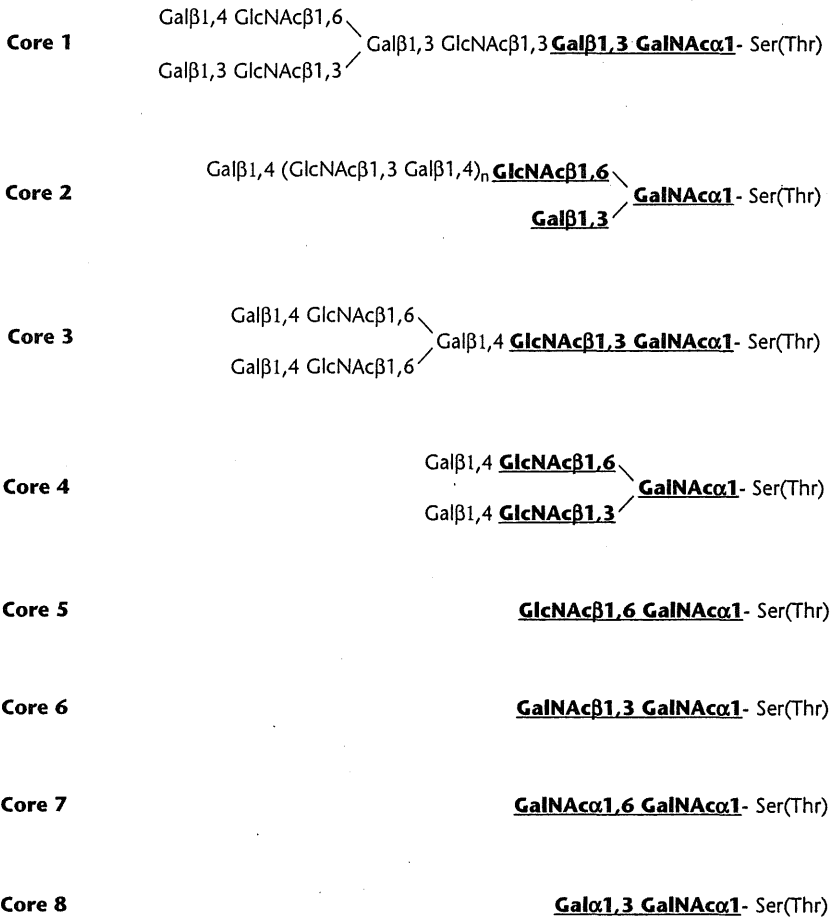 Galβ1,4 GlcNAcβ1,6
Core 1 Galβ1,3 GlcNAcβ1,3 Galβ1,3 GalNAcα1- Ser(Thr)
Galβ1,3 GlcNAcβ1,3
Galβ1,4 (GlcNAcβ1,3 Galβ1,4)n GlcNAcβ1,6
Core 2 GalNAcα1- Ser(Thr)
Galβ1,3
Galβ1,4 GlcNAcβ1,6
Core 3 Galβ1,4 GlcNAcβ1,3 GalNAcα1- Ser(Thr)
Galβ1,4 GlcNAcβ1,6
Galβ1,4 GlcNAcβ1,6
Core 4 GalNAcα1- Ser(Thr)
Galβ1,4 GlcNAcβ1,3
Core 5 GlcNAcβ1,6 GalNAcα1- Ser(Thr)
Core 6 GalNAcβ1,3 GalNAcα1- Ser(Thr)
Core 7 GalNAcα1,6 GalNAcα1- Ser(Thr)
Core 8 Galα1,3 GalNAcα1- Ser(Thr)